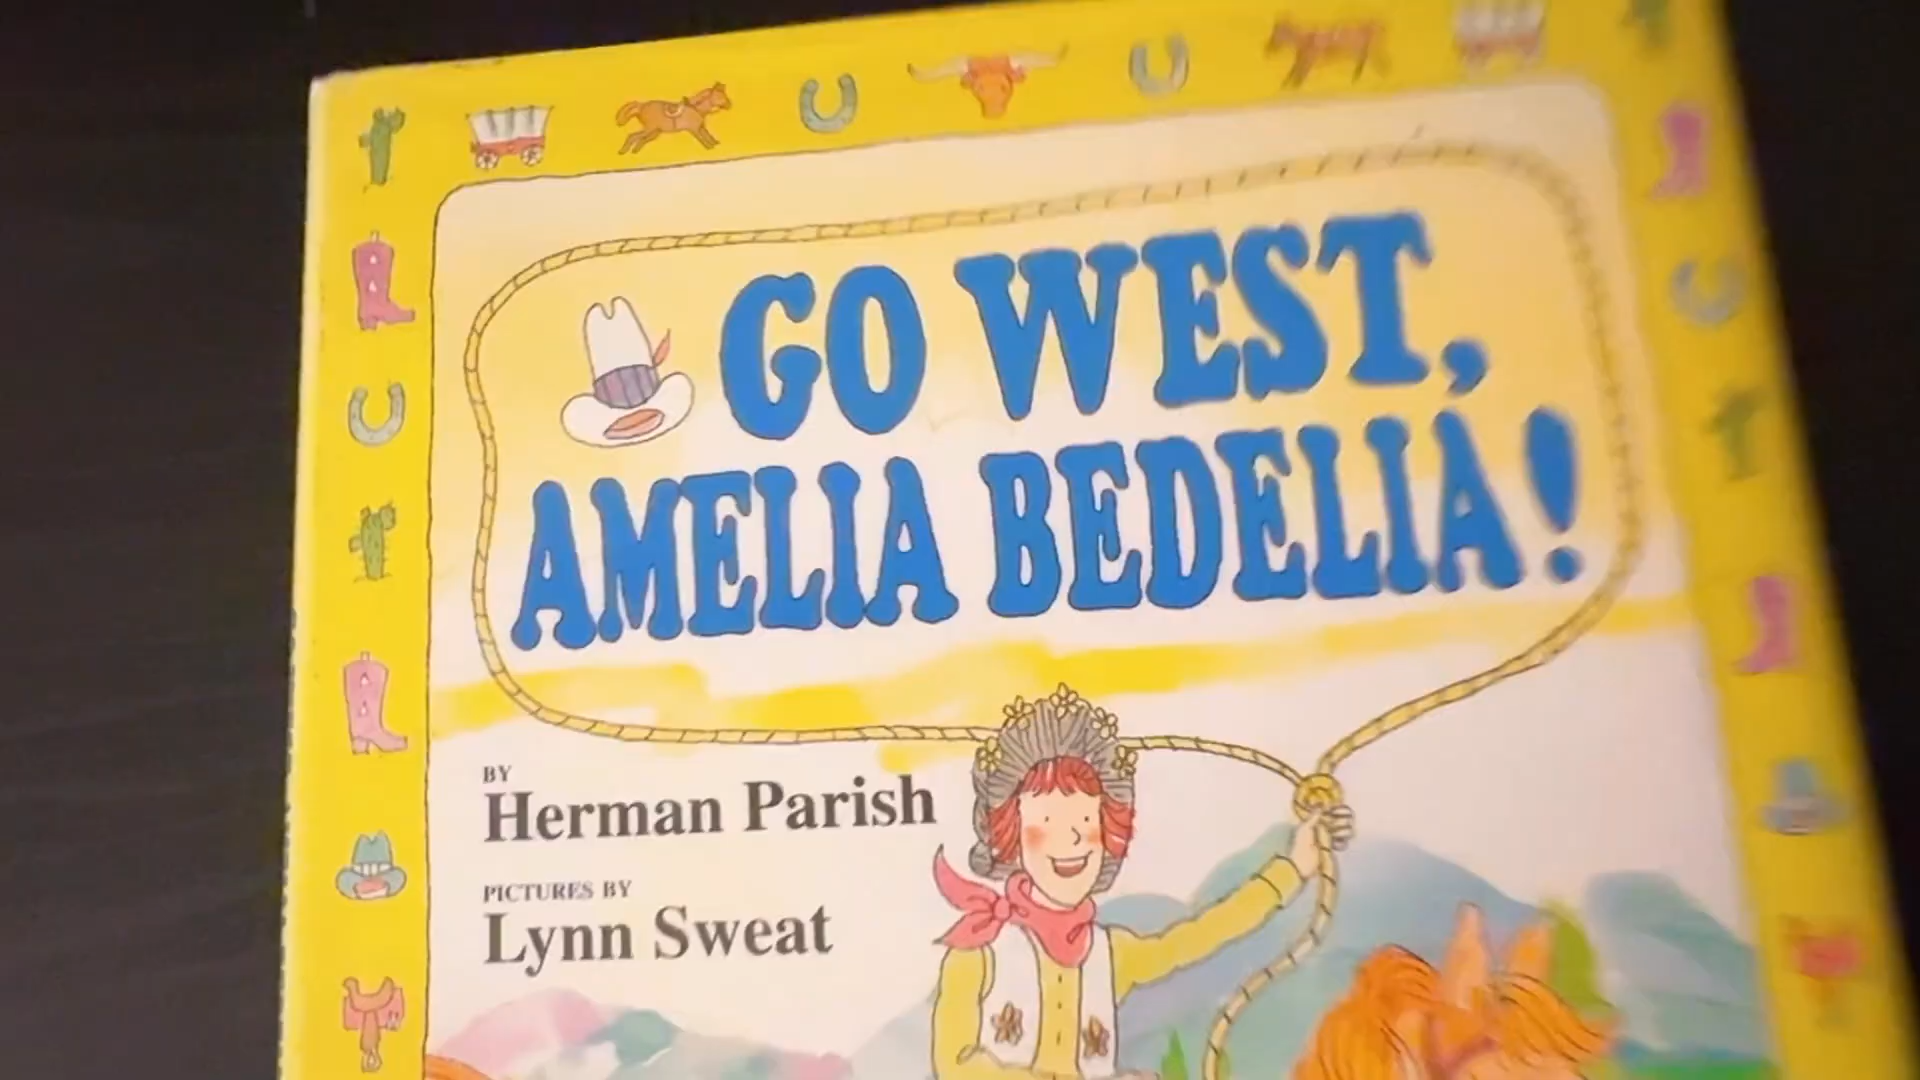 GO WEST,
AMELIA BEDELIA!
BY
Herman Parish
PICTURES BY
Lynn Sweat